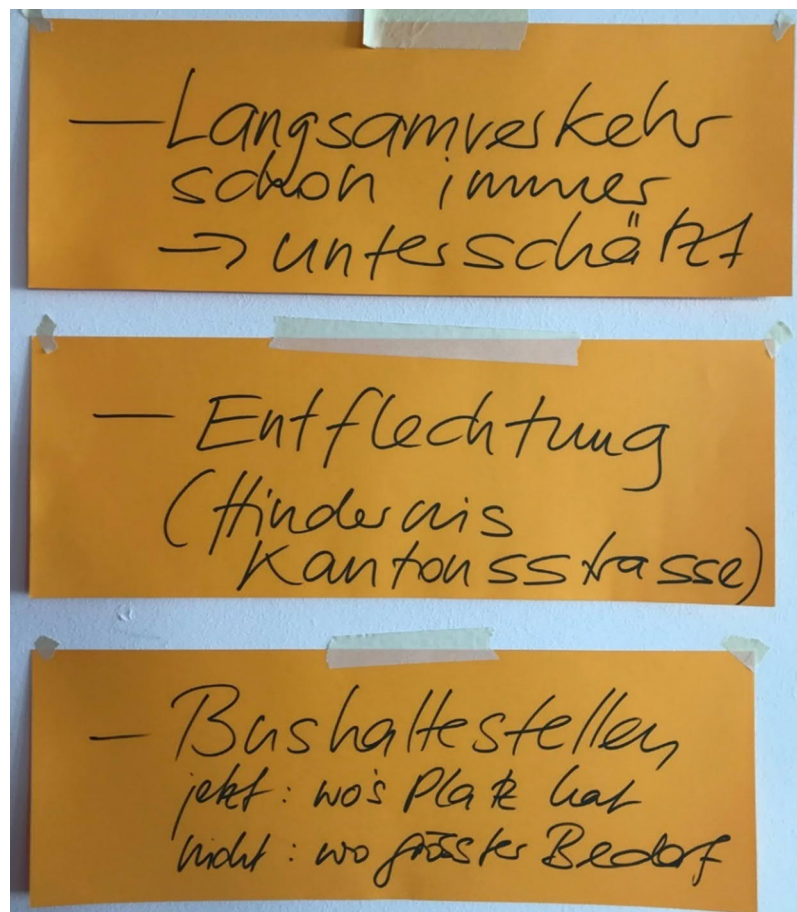 — Langsamverkehr
schon immer
→ unterschätzt
— Entflechtung
(Hindernis
Kantonsstrasse)
— Bushaltestellen
jetzt : wo's Platz hat
nicht : wo grösster Bedarf